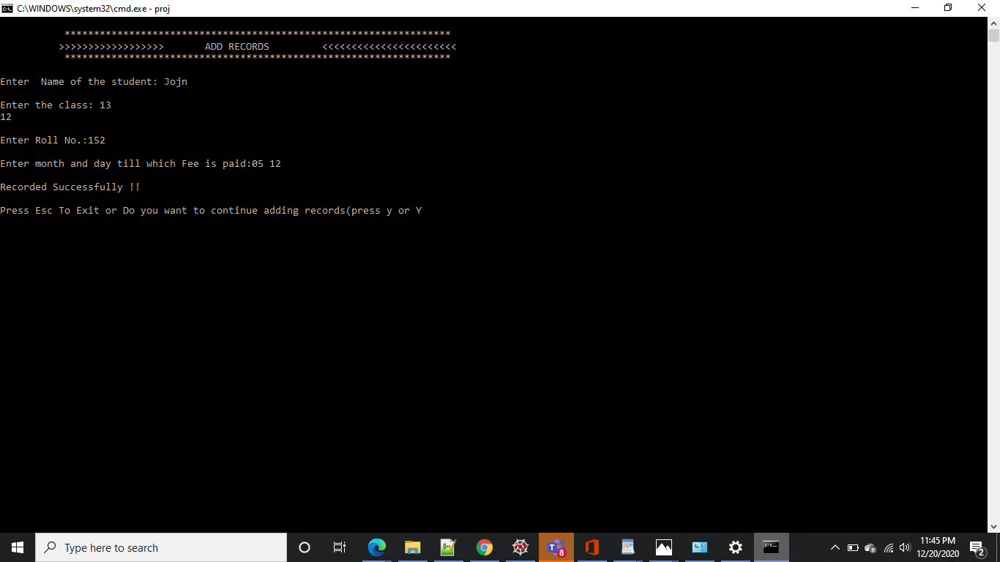 C:\WINDOWS\system32\cmd.exe - proj
******************************************************************
>>>>>>>>>>>>>>>>>>       ADD RECORDS         <<<<<<<<<<<<<<<<<<<<<<<
******************************************************************
Enter  Name of the student: Jojn
Enter the class: 13
12
Enter Roll No.:152
Enter month and day till which Fee is paid:05 12
Recorded Successfully !!
Press Esc To Exit or Do you want to continue adding records(press y or Y
Type here to search
8
11:45 PM
12/20/2020
2